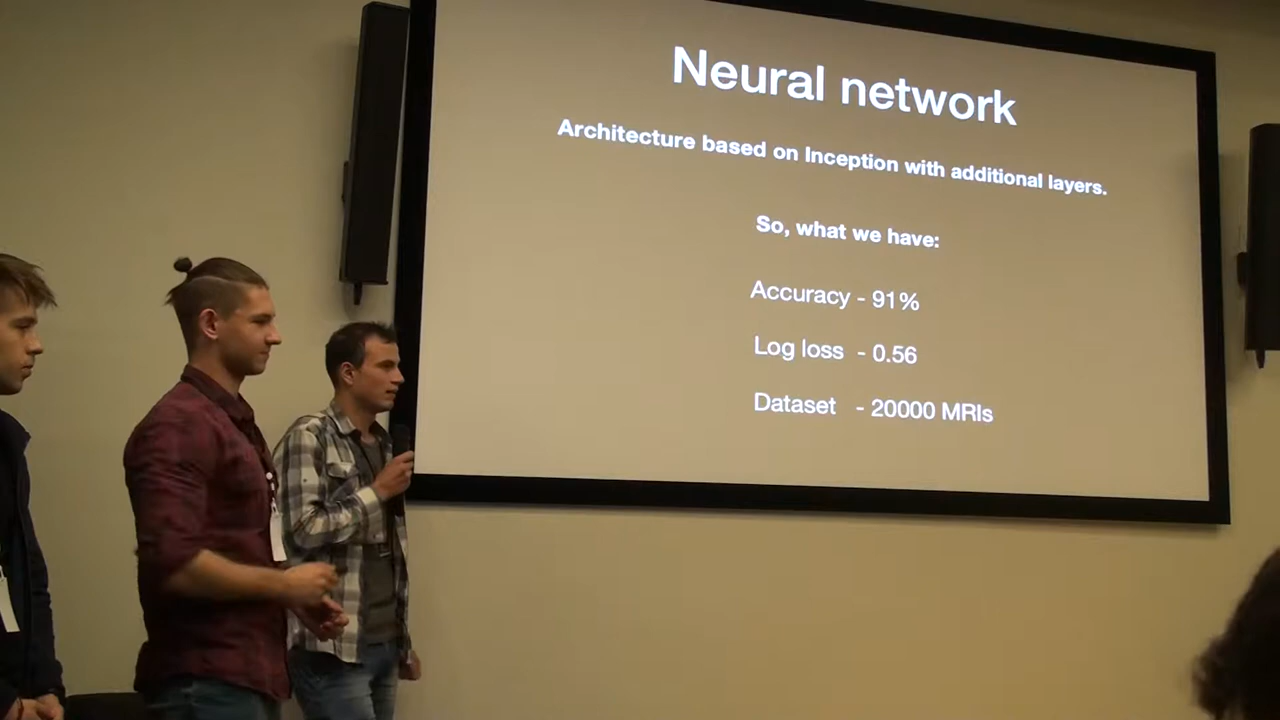 Neural network
Architecture based on Inception with additional layers.
So, what we have:
Accuracy - 91%
Log loss - 0.56
Dataset - 20000 MRIs